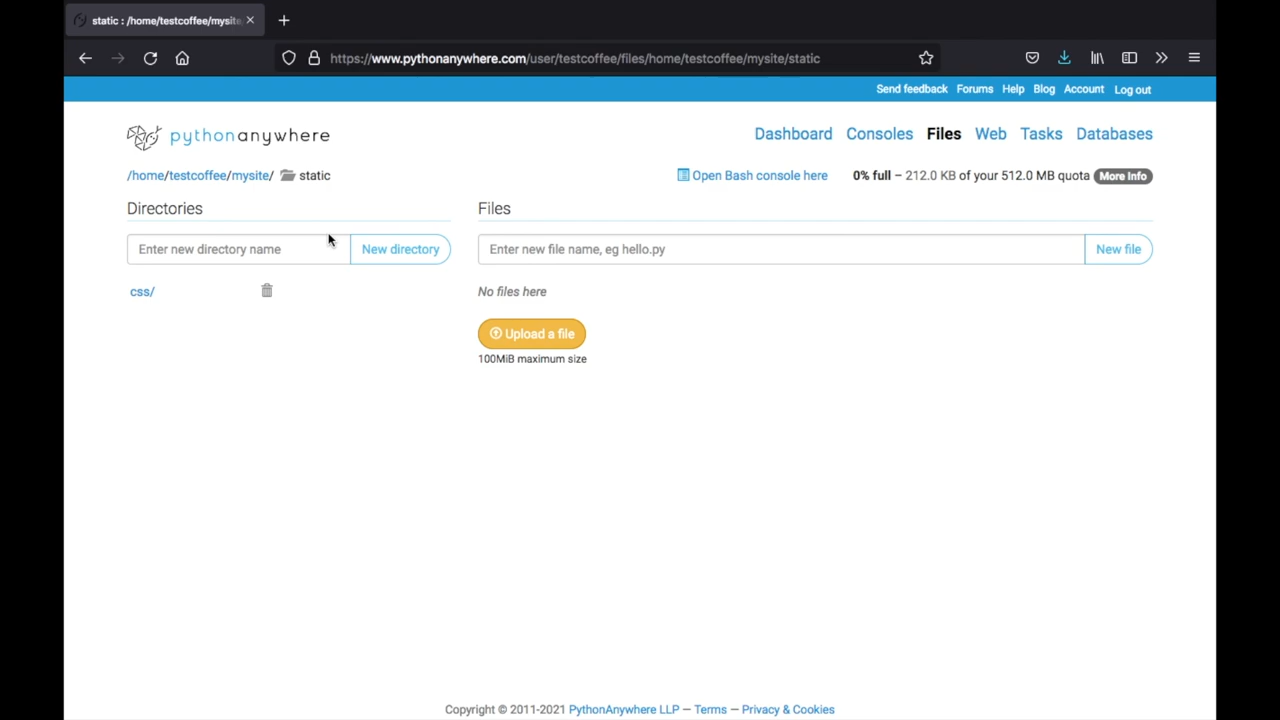 static : /home/testcoffee/mysite
https://www.pythonanywhere.com/user/testcoffee/files/home/testcoffee/mysite/static
Send feedback Forums Help Blog Account Log out
pythonanywhere
Dashboard Consoles Files Web Tasks Databases
/home/testcoffee/mysite/ static
Open Bash console here 0% full – 212.0 KB of your 512.0 MB quota More Info
Directories
Files
Enter new directory name New directory
Enter new file name, eg hello.py New file
css/
No files here
Upload a file
100MiB maximum size
Copyright © 2011-2021 PythonAnywhere LLP — Terms — Privacy & Cookies